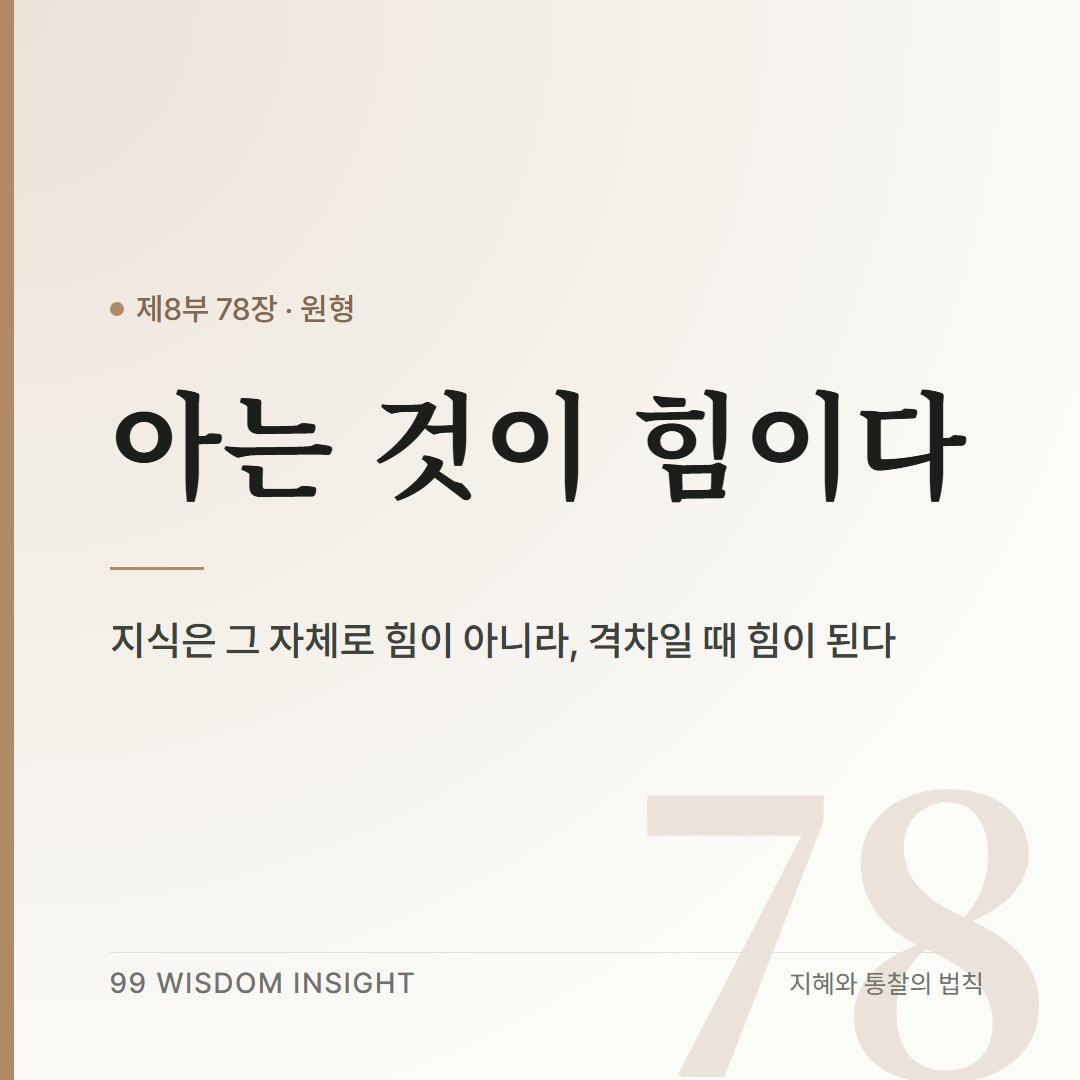 제8부 78장 · 원형
아는 것이 힘이다
지식은 그 자체로 힘이 아니라, 격차일 때 힘이 된다
78
99 WISDOM INSIGHT
지혜와 통찰의 법칙